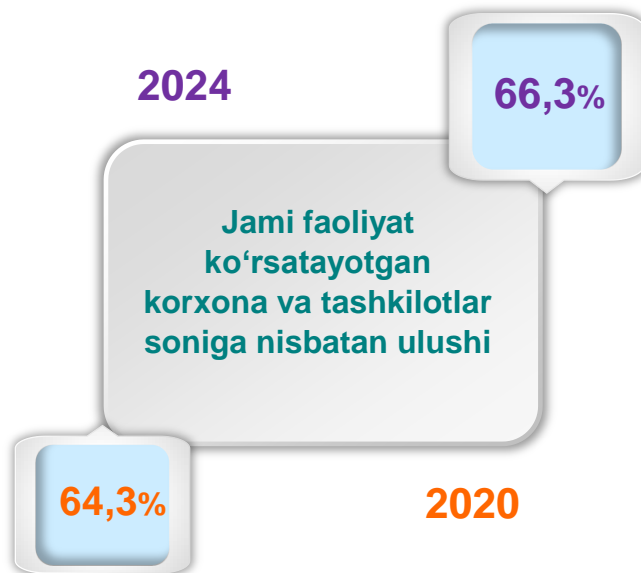 2024
66,3%
Jami faoliyat
ko‘rsatayotgan
korxona va tashkilotlar
soniga nisbatan ulushi
64,3%
2020